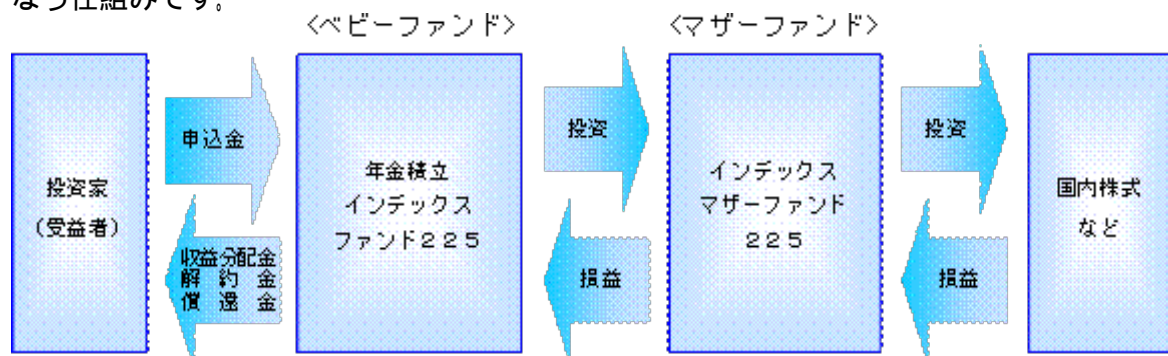 なう仕組みです。
<ベビーファンド>
<マザーファンド>
投資家
(受益者)
申込金
収益分配金
解約金
償還金
年金積立
インデックス
ファンド225
投資
損益
インデックス
マザーファンド
225
投資
損益
国内株式
など